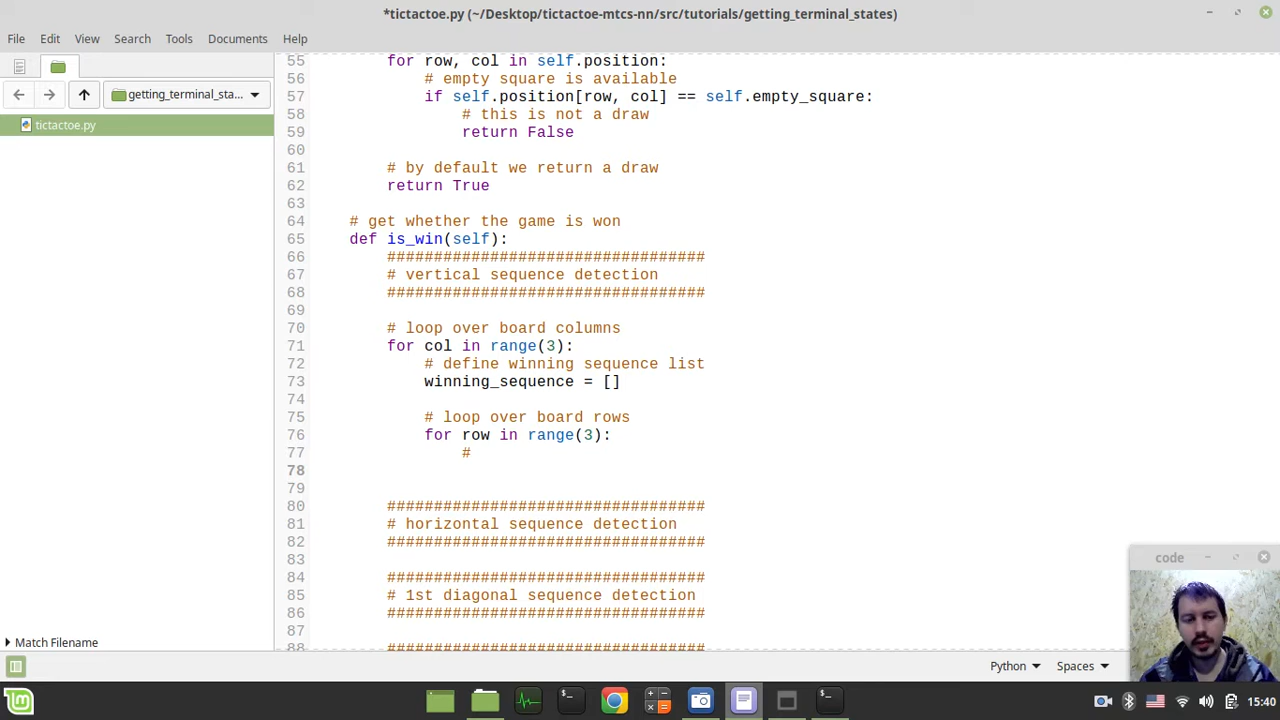 *tictactoe.py (~/Desktop/tictactoe-mtcs-nn/src/tutorials/getting_terminal_states)
File Edit View Search Tools Documents Help
getting_terminal_sta...
tictactoe.py
55 for row, col in self.position:
56 # empty square is available
57 if self.position[row, col] == self.empty_square:
58 # this is not a draw
59 return False
60
61 # by default we return a draw
62 return True
63
64 # get whether the game is won
65 def is_win(self):
66 ##################################
67 # vertical sequence detection
68 ##################################
69
70 # loop over board columns
71 for col in range(3):
72 # define winning sequence list
73 winning_sequence = []
74
75 # loop over board rows
76 for row in range(3):
77 #
78
79
80 ##################################
81 # horizontal sequence detection
82 ##################################
83
84 ##################################
85 # 1st diagonal sequence detection
86 ##################################
87
88 ##################################
code
Match Filename
Python Spaces
15:40